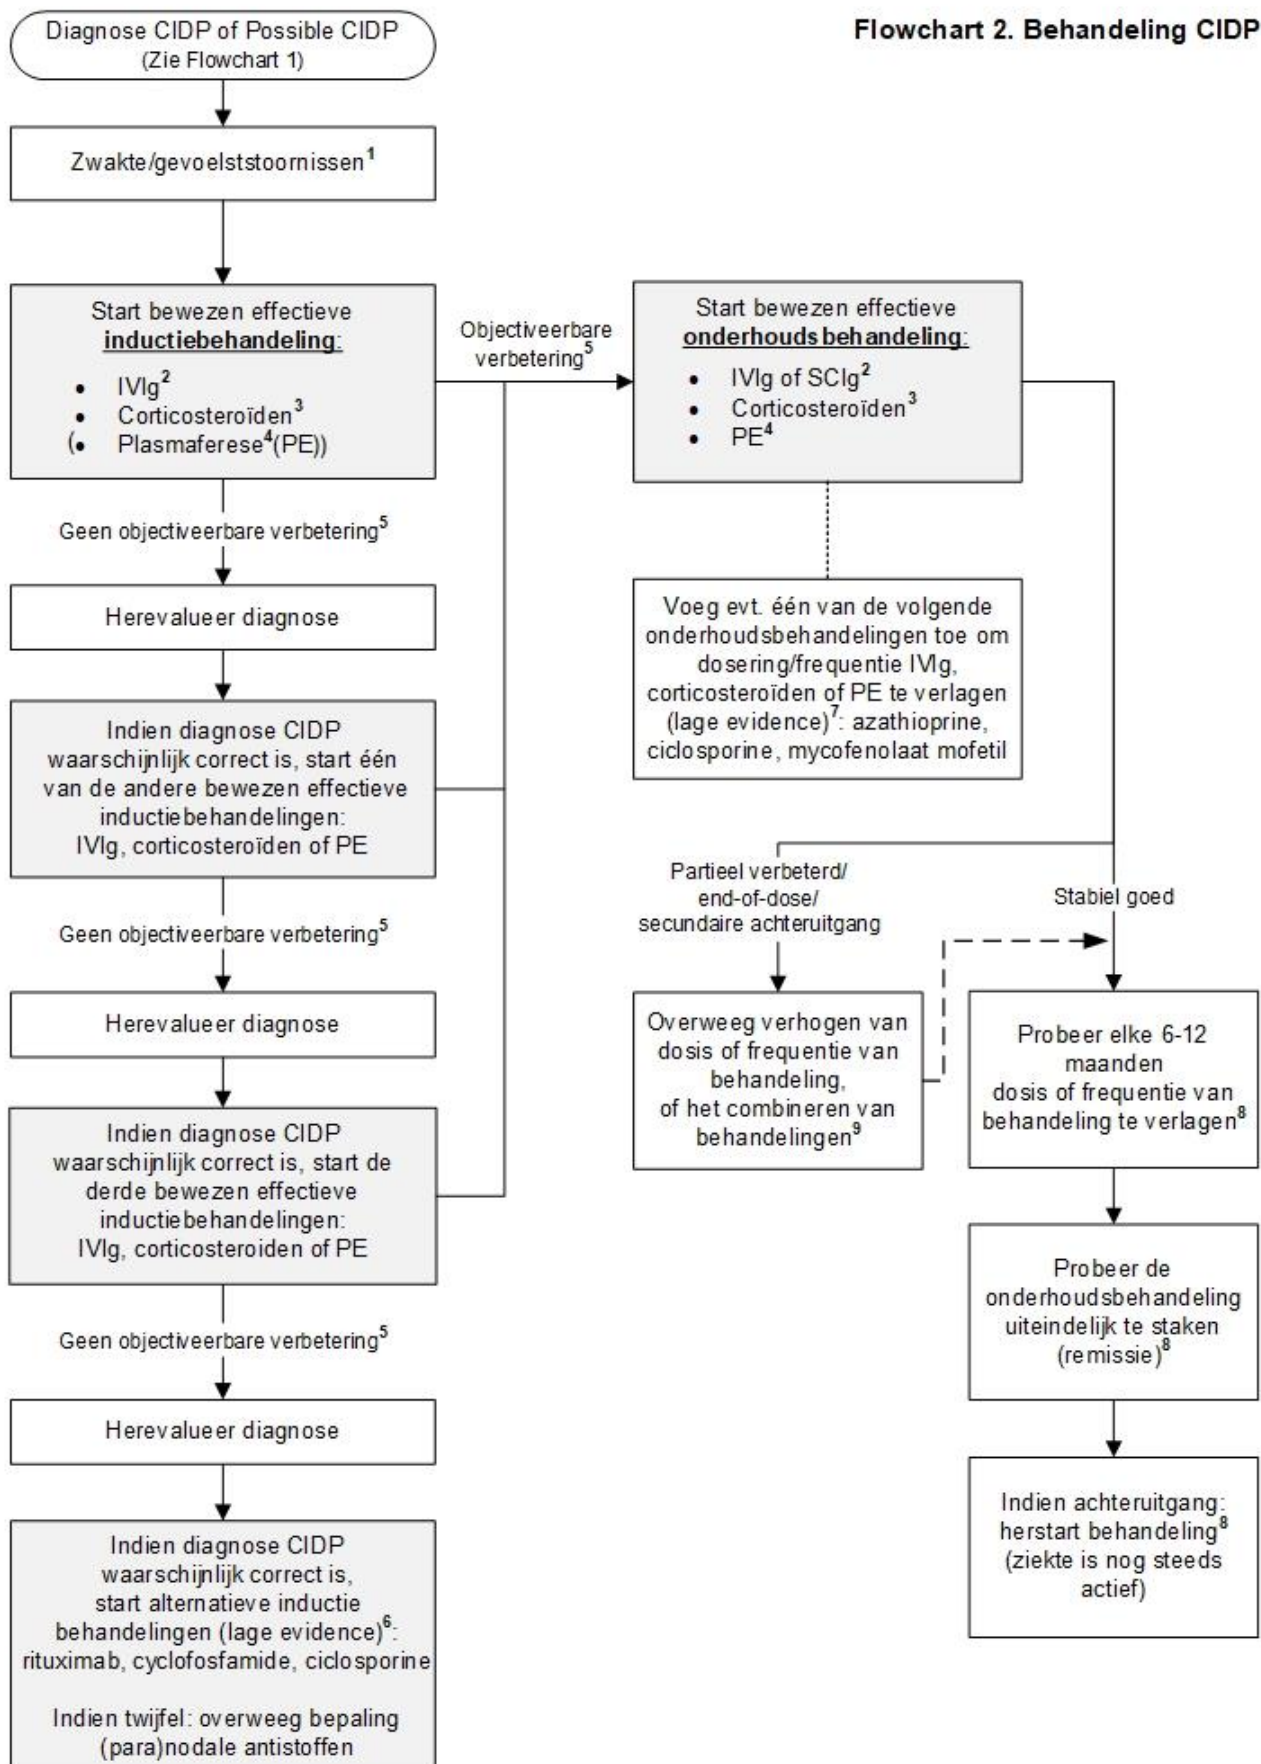 Flowchart 2. Behandeling CIDP
Diagnose CIDP of Possible CIDP
(Zie Flowchart 1)
Zwakte/gevoelststoornissen¹
Start bewezen effectieve
inductiebehandeling:
• IVIg²
• Corticosteroïden³
(• Plasmaferese⁴(PE))
Objectiveerbare
verbetering⁵
Start bewezen effectieve
onderhoudsbehandeling:
• IVIg of SCIg²
• Corticosteroïden³
• PE⁴
Geen objectiveerbare verbetering⁵
Herevalueer diagnose
Voeg evt. één van de volgende
onderhoudsbehandelingen toe om
dosering/frequentie IVIg,
corticosteroïden of PE te verlagen
(lage evidence)⁷: azathioprine,
ciclosporine, mycofenolaat mofetil
Indien diagnose CIDP
waarschijnlijk correct is, start één
van de andere bewezen effectieve
inductiebehandelingen:
IVIg, corticosteroïden of PE
Geen objectiveerbare verbetering⁵
Partieel verbeterd/
end-of-dose/
secundaire achteruitgang
Stabiel goed
Herevalueer diagnose
Overweeg verhogen van
dosis of frequentie van
behandeling,
of het combineren van
behandelingen⁹
Probeer elke 6-12
maanden
dosis of frequentie van
behandeling te verlagen⁸
Indien diagnose CIDP
waarschijnlijk correct is, start de
derde bewezen effectieve
inductiebehandelingen:
IVIg, corticosteroiden of PE
Probeer de
onderhoudsbehandeling
uiteindelijk te staken
(remissie)⁸
Geen objectiveerbare verbetering⁵
Herevalueer diagnose
Indien achteruitgang:
herstart behandeling⁸
(ziekte is nog steeds
actief)
Indien diagnose CIDP
waarschijnlijk correct is,
start alternatieve inductie
behandelingen (lage evidence)⁶:
rituximab, cyclofosfamide, ciclosporine
Indien twijfel: overweeg bepaling
(para)nodale antistoffen